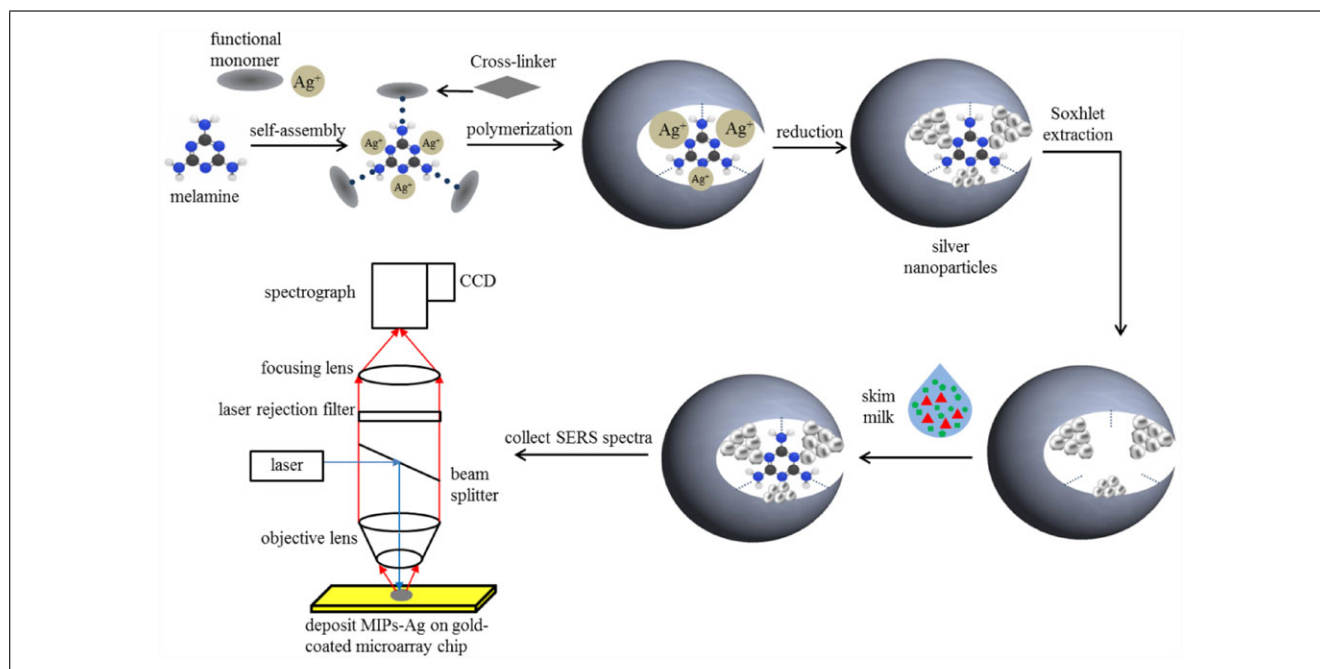 functional
monomer
Ag⁺
Cross-linker
self-assembly
melamine
Ag⁺
Ag⁺
Ag⁺
polymerization
Ag⁺
Ag⁺
Ag⁺
reduction
silver
nanoparticles
Soxhlet
extraction
skim
milk
collect SERS spectra
CCD
spectrograph
focusing lens
laser rejection filter
laser
beam
splitter
objective lens
deposit MIPs-Ag on gold-
coated microarray chip